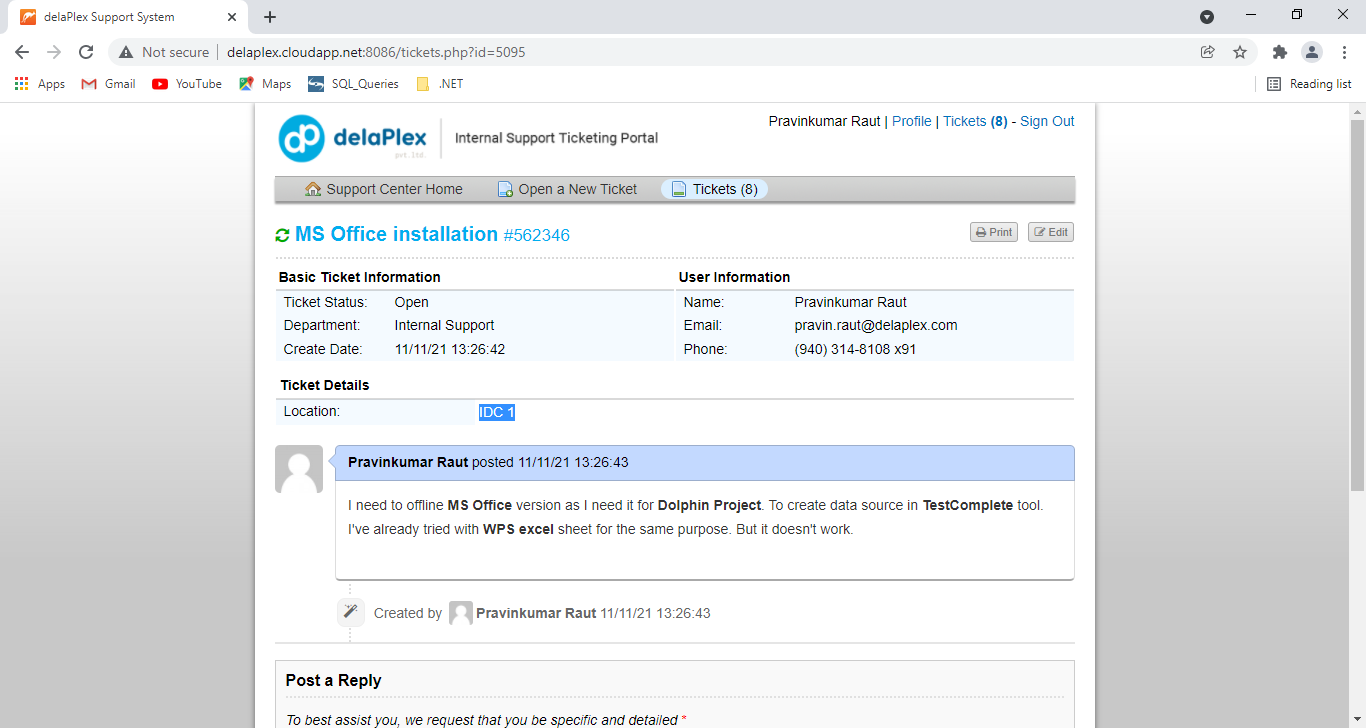 delaPlex Support System
Not secure
delaplex.cloudapp.net:8086/tickets.php?id=5095
Apps Gmail YouTube Maps SQL_Queries .NET Reading list
dp delaPlex pvt. ltd. Internal Support Ticketing Portal
Pravinkumar Raut | Profile | Tickets (8) - Sign Out
Support Center Home Open a New Ticket Tickets (8)
MS Office installation #562346 Print Edit
Basic Ticket Information User Information
Ticket Status: Open Name: Pravinkumar Raut
Department: Internal Support Email: pravin.raut@delaplex.com
Create Date: 11/11/21 13:26:42 Phone: (940) 314-8108 x91
Ticket Details
Location: IDC 1
Pravinkumar Raut posted 11/11/21 13:26:43
I need to offline MS Office version as I need it for Dolphin Project. To create data source in TestComplete tool.
I've already tried with WPS excel sheet for the same purpose. But it doesn't work.
Created by Pravinkumar Raut 11/11/21 13:26:43
Post a Reply
To best assist you, we request that you be specific and detailed *